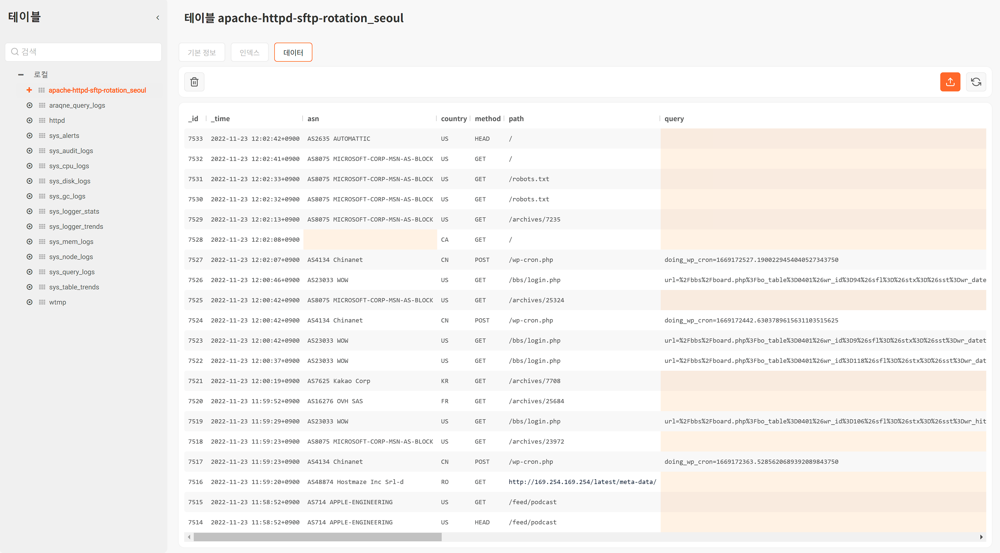 테이블
검색
로컬
apache-httpd-sftp-rotation_seoul
araqne_query_logs
httpd
sys_alerts
sys_audit_logs
sys_cpu_logs
sys_disk_logs
sys_gc_logs
sys_logger_stats
sys_logger_trends
sys_mem_logs
sys_node_logs
sys_query_logs
sys_table_trends
wtmp
테이블 apache-httpd-sftp-rotation_seoul
기본 정보 인덱스 데이터
_id _time asn country method path query
7533 2022-11-23 12:02:42+0900 AS2635 AUTOMATTIC US HEAD /
7532 2022-11-23 12:02:41+0900 AS8075 MICROSOFT-CORP-MSN-AS-BLOCK US GET /
7531 2022-11-23 12:02:33+0900 AS8075 MICROSOFT-CORP-MSN-AS-BLOCK US GET /robots.txt
7530 2022-11-23 12:02:32+0900 AS8075 MICROSOFT-CORP-MSN-AS-BLOCK US GET /robots.txt
7529 2022-11-23 12:02:13+0900 AS8075 MICROSOFT-CORP-MSN-AS-BLOCK US GET /archives/7235
7528 2022-11-23 12:02:08+0900 CA GET /
7527 2022-11-23 12:02:07+0900 AS4134 Chinanet CN POST /wp-cron.php doing_wp_cron=1669172527.1900229454040527343750
7526 2022-11-23 12:00:46+0900 AS23033 WOW US GET /bbs/login.php url=%2Fbbs%2Fboard.php%3Fbo_table%3D0401%26wr_id%3D94%26sfl%3D%26stx%3D%26sst%3Dwr_date
7525 2022-11-23 12:00:42+0900 AS8075 MICROSOFT-CORP-MSN-AS-BLOCK US GET /archives/25324
7524 2022-11-23 12:00:42+0900 AS4134 Chinanet CN POST /wp-cron.php doing_wp_cron=1669172442.6303789615631103515625
7523 2022-11-23 12:00:42+0900 AS23033 WOW US GET /bbs/login.php url=%2Fbbs%2Fboard.php%3Fbo_table%3D0401%26wr_id%3D9%26sfl%3D%26stx%3D%26sst%3Dwr_datet
7522 2022-11-23 12:00:37+0900 AS23033 WOW US GET /bbs/login.php url=%2Fbbs%2Fboard.php%3Fbo_table%3D0401%26wr_id%3D118%26sfl%3D%26stx%3D%26sst%3Dwr_dat
7521 2022-11-23 12:00:19+0900 AS7625 Kakao Corp KR GET /archives/7708
7520 2022-11-23 11:59:52+0900 AS16276 OVH SAS FR GET /archives/25684
7519 2022-11-23 11:59:29+0900 AS23033 WOW US GET /bbs/login.php url=%2Fbbs%2Fboard.php%3Fbo_table%3D0401%26wr_id%3D106%26sfl%3D%26stx%3D%26sst%3Dwr_hit
7518 2022-11-23 11:59:23+0900 AS8075 MICROSOFT-CORP-MSN-AS-BLOCK US GET /archives/23972
7517 2022-11-23 11:59:23+0900 AS4134 Chinanet CN POST /wp-cron.php doing_wp_cron=1669172363.5285620689392089843750
7516 2022-11-23 11:59:20+0900 AS48874 Hostmaze Inc Srl-d RO GET http://169.254.169.254/latest/meta-data/
7515 2022-11-23 11:58:52+0900 AS714 APPLE-ENGINEERING US GET /feed/podcast
7514 2022-11-23 11:58:52+0900 AS714 APPLE-ENGINEERING US HEAD /feed/podcast